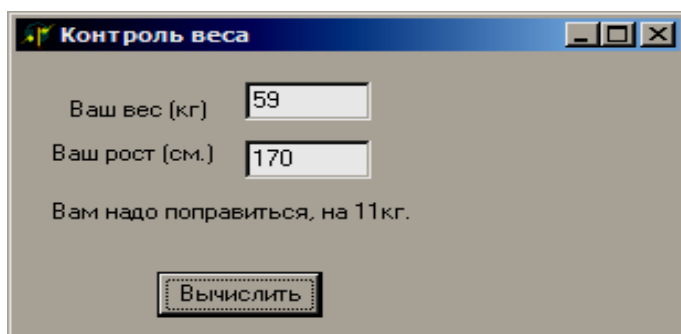 Контроль веса
Ваш вес (кг) 59
Ваш рост (см.) 170
Вам надо поправиться, на 11кг.
Вычислить